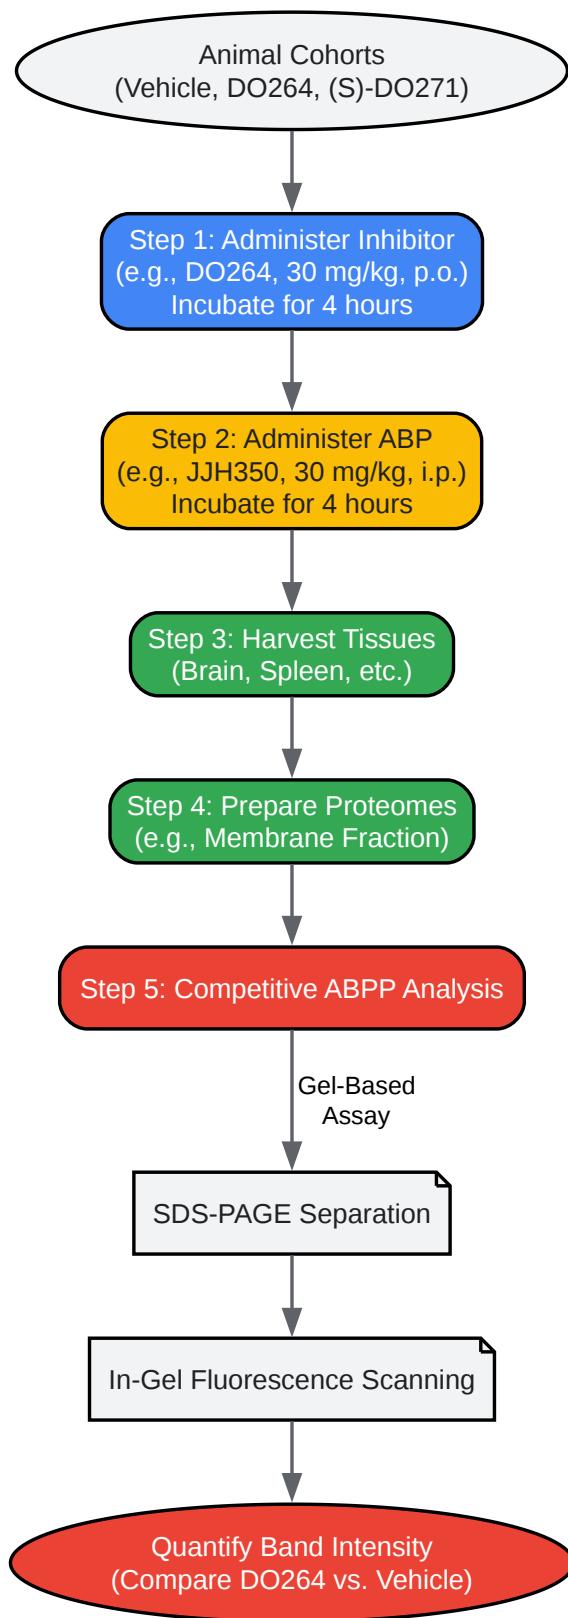 Animal Cohorts
(Vehicle, DO264, (S)-DO271)
Step 1: Administer Inhibitor
(e.g., DO264, 30 mg/kg, p.o.)
Incubate for 4 hours
Step 2: Administer ABP
(e.g., JJH350, 30 mg/kg, i.p.)
Incubate for 4 hours
Step 3: Harvest Tissues
(Brain, Spleen, etc.)
Step 4: Prepare Proteomes
(e.g., Membrane Fraction)
Step 5: Competitive ABPP Analysis
Gel-Based
Assay
SDS-PAGE Separation
In-Gel Fluorescence Scanning
Quantify Band Intensity
(Compare DO264 vs. Vehicle)